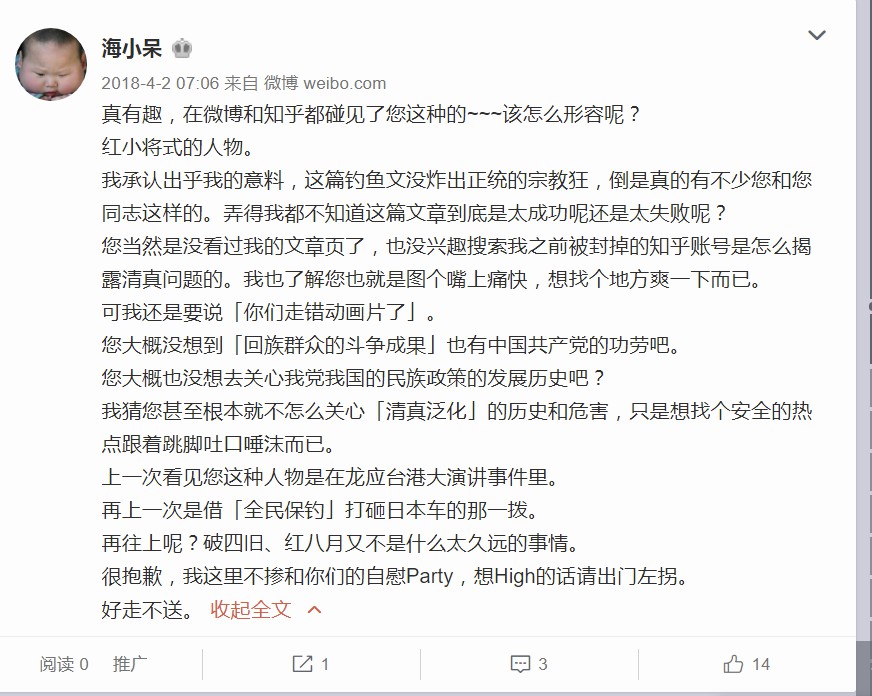 海小呆
2018-4-2 07:06 来自 微博 weibo.com
真有趣，在微博和知乎都碰见了您这种的~~~该怎么形容呢？
红小将式的人物。
我承认出乎我的意料，这篇钓鱼文没炸出正统的宗教狂，倒是真的有不少您和您
同志这样的。弄得我都不知道这篇文章到底是太成功呢还是太失败呢？
您当然是没看过我的文章页了，也没兴趣搜索我之前被封掉的知乎账号是怎么揭
露清真问题的。我也了解您也就是图个嘴上痛快，想找个地方爽一下而已。
可我还是要说「你们走错动画片了」。
您大概没想到「回族群众的斗争成果」也有中国共产党的功劳吧。
您大概也没想去关心我党我国的民族政策的发展历史吧？
我猜您甚至根本就不怎么关心「清真泛化」的历史和危害，只是想找个安全的热
点跟着跳脚吐口唾沫而已。
上一次看见您这种人物是在龙应台港大演讲事件里。
再上一次是借「全民保钓」打砸日本车的那一拨。
再往上呢？破四旧、红八月又不是什么太久远的事情。
很抱歉，我这里不掺和你们的自慰Party，想High的话请出门左拐。
好走不送。 收起全文
阅读 0 推广 1 3 14